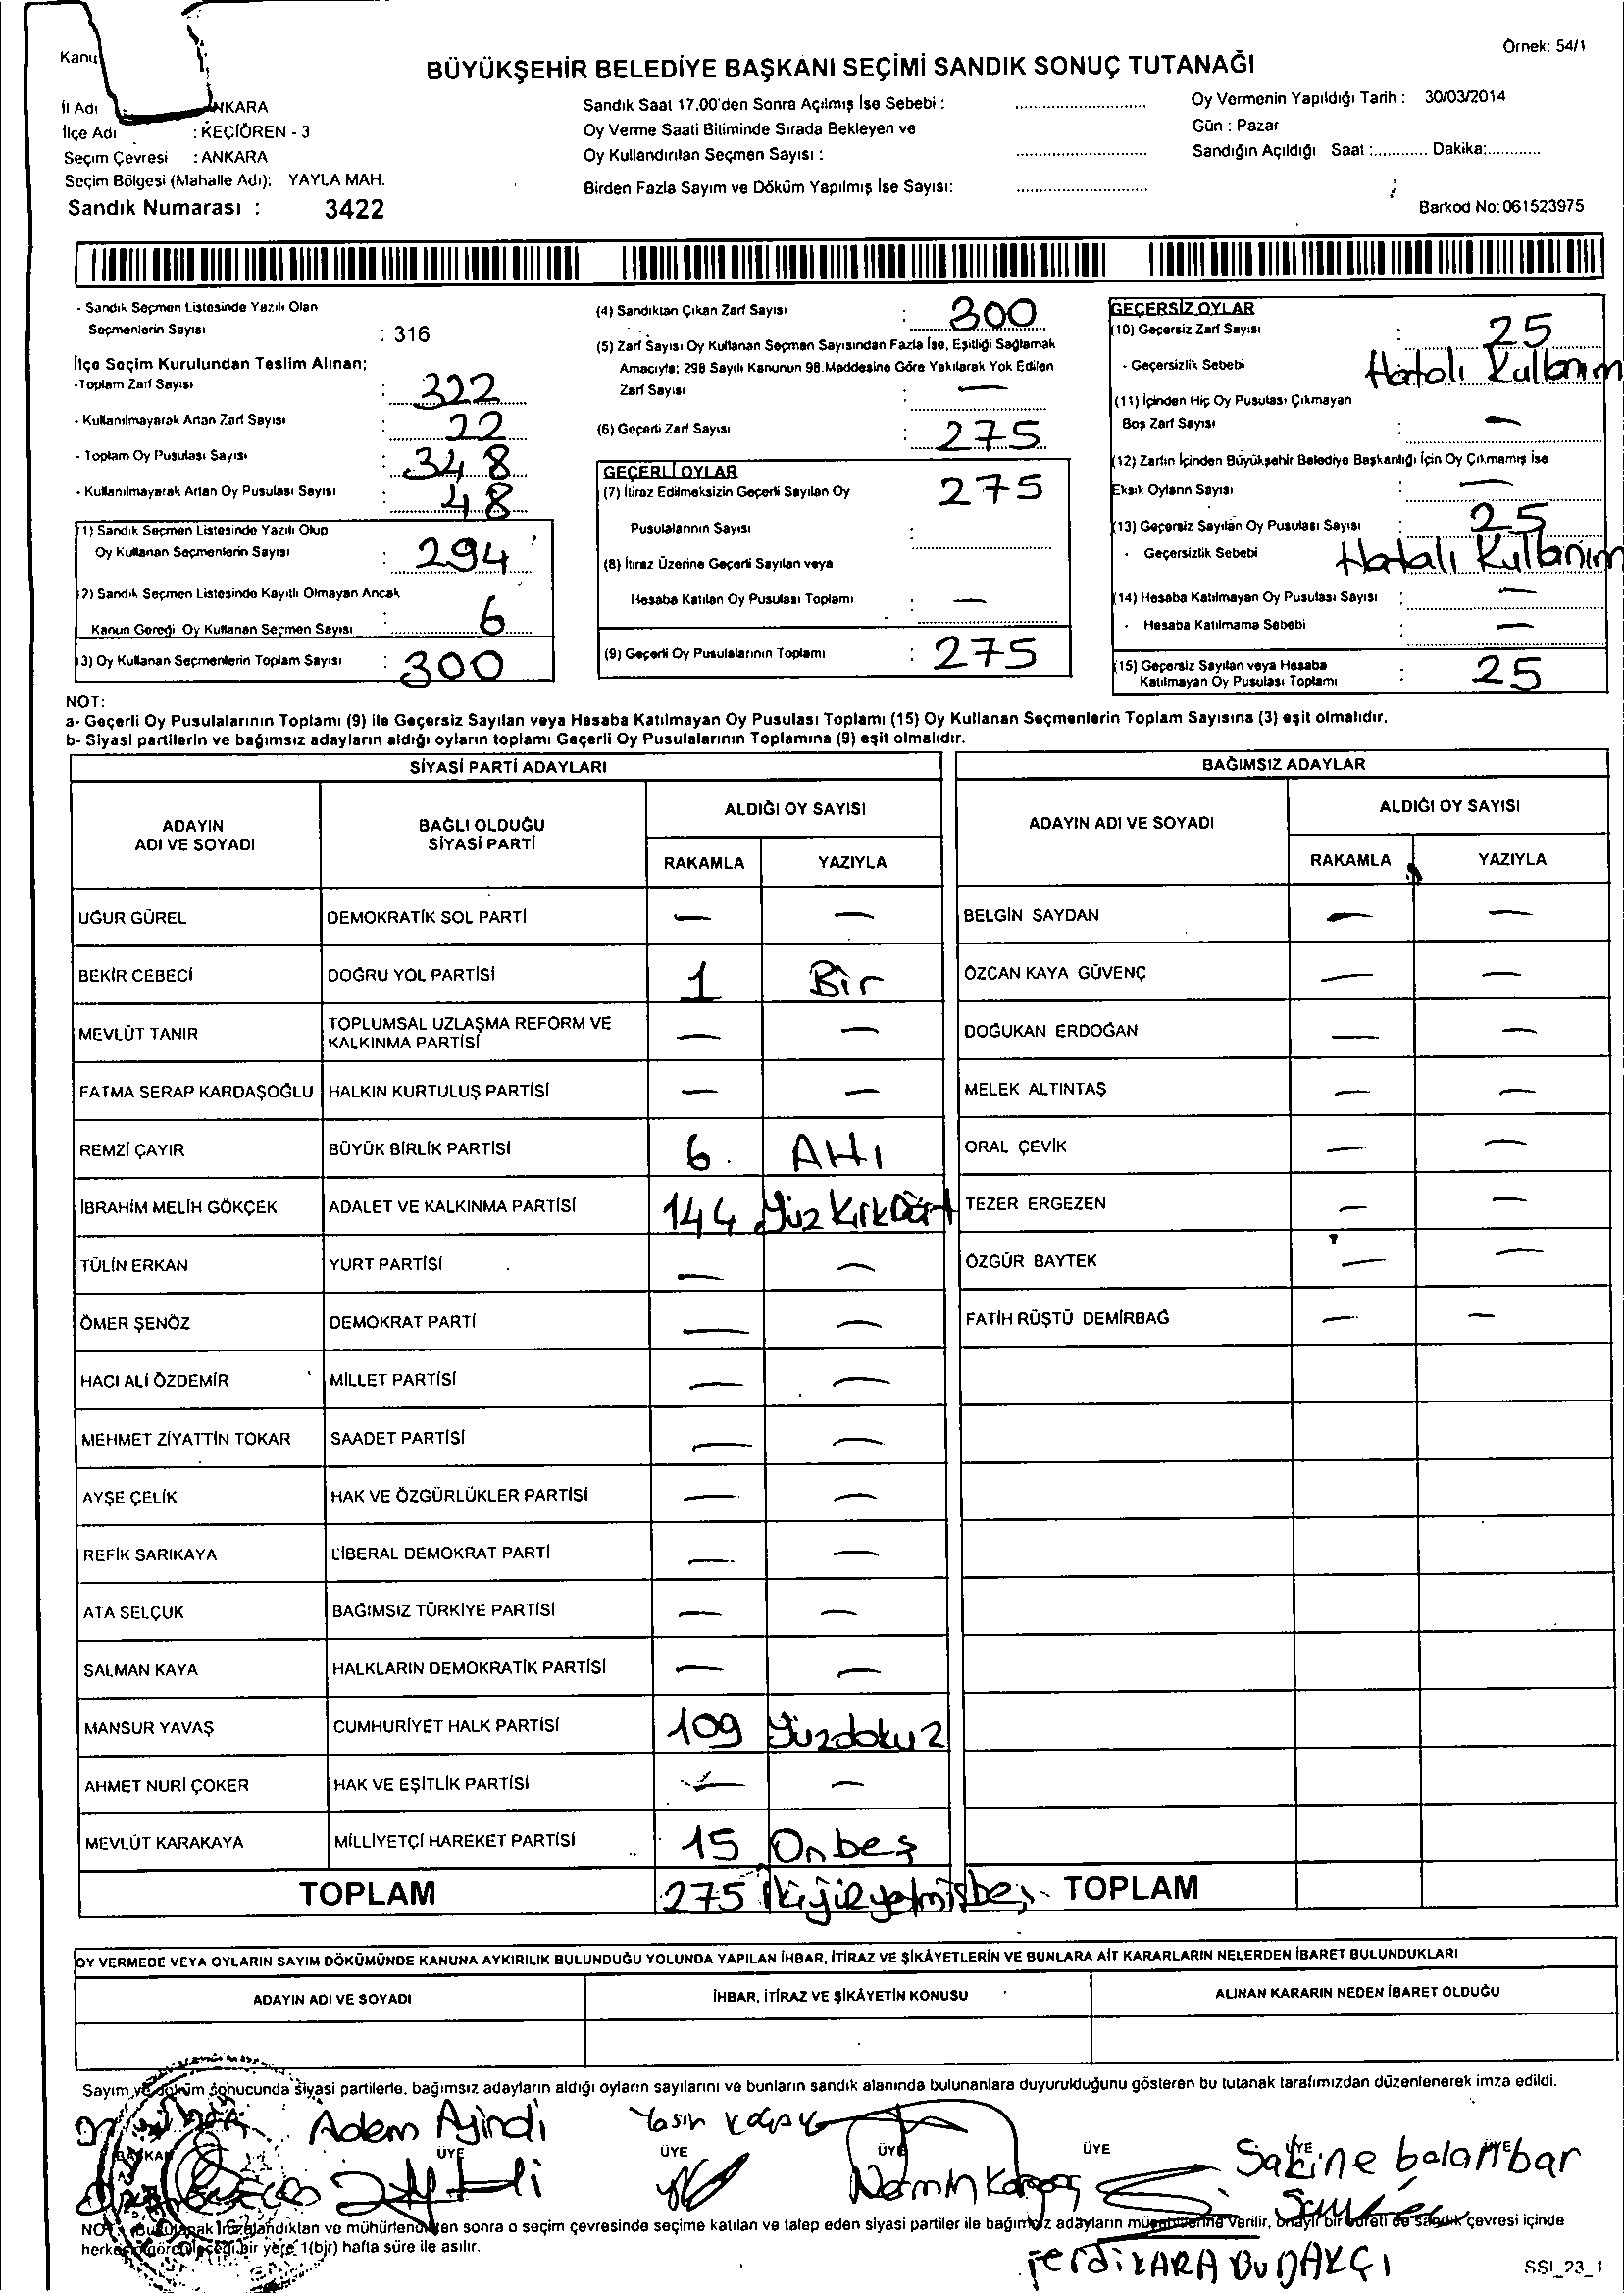 Örnek: 54/1
BÜYÜKŞEHİR BELEDİYE BAŞKANI SEÇİMİ SANDIK SONUÇ TUTANAĞI
İl Adı NKARA
İlçe Adı : KEÇİÖREN - 3
Seçim Çevresi : ANKARA
Seçim Bölgesi (Mahalle Adı): YAYLA MAH.
Sandık Numarası : 3422
Sandık Saat 17.00'den Sonra Açılmış İse Sebebi :
Oy Verme Saati Bitiminde Sırada Bekleyen ve
Oy Kullandırılan Seçmen Sayısı :
Birden Fazla Sayım ve Döküm Yapılmış İse Sayısı:
Oy Vermenin Yapıldığı Tarih : 30/03/2014
Gün : Pazar
Sandığın Açıldığı Saat :............ Dakika:............
Barkod No: 061523975
- Sandık Seçmen Listesinde Yazılı Olan
Seçmenlerin Sayısı : 316
İlçe Seçim Kurulundan Teslim Alınan;
-Toplam Zarf Sayısı : 322
- Kullanılmayarak Artan Zarf Sayısı : 22
- Toplam Oy Pusulası Sayısı : 348
- Kullanılmayarak Artan Oy Pusulası Sayısı : 48
1) Sandık Seçmen Listesinde Yazılı Olup
Oy Kullanan Seçmenlerin Sayısı : 294
2) Sandık Seçmen Listesinde Kayıtlı Olmayan Ancak
Kanun Gereği Oy Kullanan Seçmen Sayısı : 6
3) Oy Kullanan Seçmenlerin Toplam Sayısı : 300
(4) Sandıktan Çıkan Zarf Sayısı : 300
(5) Zarf Sayısı Oy Kullanan Seçmen Sayısından Fazla İse, Eşitliği Sağlamak
Amacıyla; 298 Sayılı Kanunun 98.Maddesine Göre Yakılarak Yok Edilen
Zarf Sayısı : —
(6) Geçerli Zarf Sayısı : 275
GEÇERLİ OYLAR
(7) İtiraz Edilmeksizin Geçerli Sayılan Oy 275
Pusulalarının Sayısı :
(8) İtiraz Üzerine Geçerli Sayılan veya
Hesaba Katılan Oy Pusulası Toplamı : —
(9) Geçerli Oy Pusulalarının Toplamı : 275
GEÇERSİZ OYLAR
(10) Geçersiz Zarf Sayısı : 25
- Geçersizlik Sebebi Hatalı Kullanım
(11) İçinden Hiç Oy Pusulası Çıkmayan
Boş Zarf Sayısı : —
(12) Zarfın İçinden Büyükşehir Belediye Başkanlığı İçin Oy Çıkmamış İse
Eksik Oyların Sayısı : —
(13) Geçersiz Sayılan Oy Pusulası Sayısı : 25
- Geçersizlik Sebebi Hatalı Kullanım
(14) Hesaba Katılmayan Oy Pusulası Sayısı : —
- Hesaba Katılmama Sebebi : —
(15) Geçersiz Sayılan veya Hesaba
Katılmayan Oy Pusulası Toplamı : 25
NOT:
a- Geçerli Oy Pusulalarının Toplamı (9) ile Geçersiz Sayılan veya Hesaba Katılmayan Oy Pusulası Toplamı (15) Oy Kullanan Seçmenlerin Toplam Sayısına (3) eşit olmalıdır.
b- Siyasi partilerin ve bağımsız adayların aldığı oyların toplamı Geçerli Oy Pusulalarının Toplamına (9) eşit olmalıdır.
SİYASİ PARTİ ADAYLARI
ADAYIN ADI VE SOYADI
BAĞLI OLDUĞU SİYASİ PARTİ
ALDIĞI OY SAYISI
RAKAMLA YAZIYLA
UĞUR GÜREL DEMOKRATİK SOL PARTİ — —
BEKİR CEBECİ DOĞRU YOL PARTİSİ 1 Bir
MEVLÜT TANIR TOPLUMSAL UZLAŞMA REFORM VE KALKINMA PARTİSİ — —
FATMA SERAP KARDAŞOĞLU HALKIN KURTULUŞ PARTİSİ — —
REMZİ ÇAYIR BÜYÜK BİRLİK PARTİSİ 6 Altı
İBRAHİM MELİH GÖKÇEK ADALET VE KALKINMA PARTİSİ 144 Yüz Kırk Dört
TÜLİN ERKAN YURT PARTİSİ — —
ÖMER ŞENÖZ DEMOKRAT PARTİ — —
HACI ALİ ÖZDEMİR MİLLET PARTİSİ — —
MEHMET ZİYATTİN TOKAR SAADET PARTİSİ — —
AYŞE ÇELİK HAK VE ÖZGÜRLÜKLER PARTİSİ — —
REFİK SARIKAYA LİBERAL DEMOKRAT PARTİ — —
ATA SELÇUK BAĞIMSIZ TÜRKİYE PARTİSİ — —
SALMAN KAYA HALKLARIN DEMOKRATİK PARTİSİ — —
MANSUR YAVAŞ CUMHURİYET HALK PARTİSİ 109 Yüzdokuz
AHMET NURİ ÇOKER HAK VE EŞİTLİK PARTİSİ — —
MEVLÜT KARAKAYA MİLLİYETÇİ HAREKET PARTİSİ 15 Onbeş
TOPLAM 275 İkiyüzyetmişbeş
BAĞIMSIZ ADAYLAR
ADAYIN ADI VE SOYADI
ALDIĞI OY SAYISI
RAKAMLA YAZIYLA
BELGİN SAYDAN — —
ÖZCAN KAYA GÜVENÇ — —
DOĞUKAN ERDOĞAN — —
MELEK ALTINTAŞ — —
ORAL ÇEVİK — —
TEZER ERGEZEN — —
ÖZGÜR BAYTEK — —
FATİH RÜŞTÜ DEMİRBAĞ — —
TOPLAM
OY VERMEDE VEYA OYLARIN SAYIM DÖKÜMÜNDE KANUNA AYKIRILIK BULUNDUĞU YOLUNDA YAPILAN İHBAR, İTİRAZ VE ŞİKÂYETLERİN VE BUNLARA AİT KARARLARIN NELERDEN İBARET BULUNDUKLARI
ADAYIN ADI VE SOYADI İHBAR, İTİRAZ VE ŞİKÂYETİN KONUSU ALINAN KARARIN NEDEN İBARET OLDUĞU
Sayım ve döküm sonucunda siyasi partilerle, bağımsız adayların aldığı oyların sayılarını ve bunların sandık alanında bulunanlara duyurulduğunu gösteren bu tutanak tarafımızdan düzenlenerek imza edildi.
Adem Ayindi Yasin
BAŞKAN ÜYE ÜYE ÜYE ÜYE ÜYE ÜYE
Nermin Sakine balambar
NOT : Bu tutanak imzalandıktan ve mühürlendikten sonra o seçim çevresinde seçime katılan ve talep eden siyasi partiler ile bağımsız adayların müşahitlerine verilir, onaylı bir sureti de sandık çevresi içinde
herkesin görebileceği bir yere 1(bir) hafta süre ile asılır.
Ferdi KARABUDAKÇI
SSI_23_1